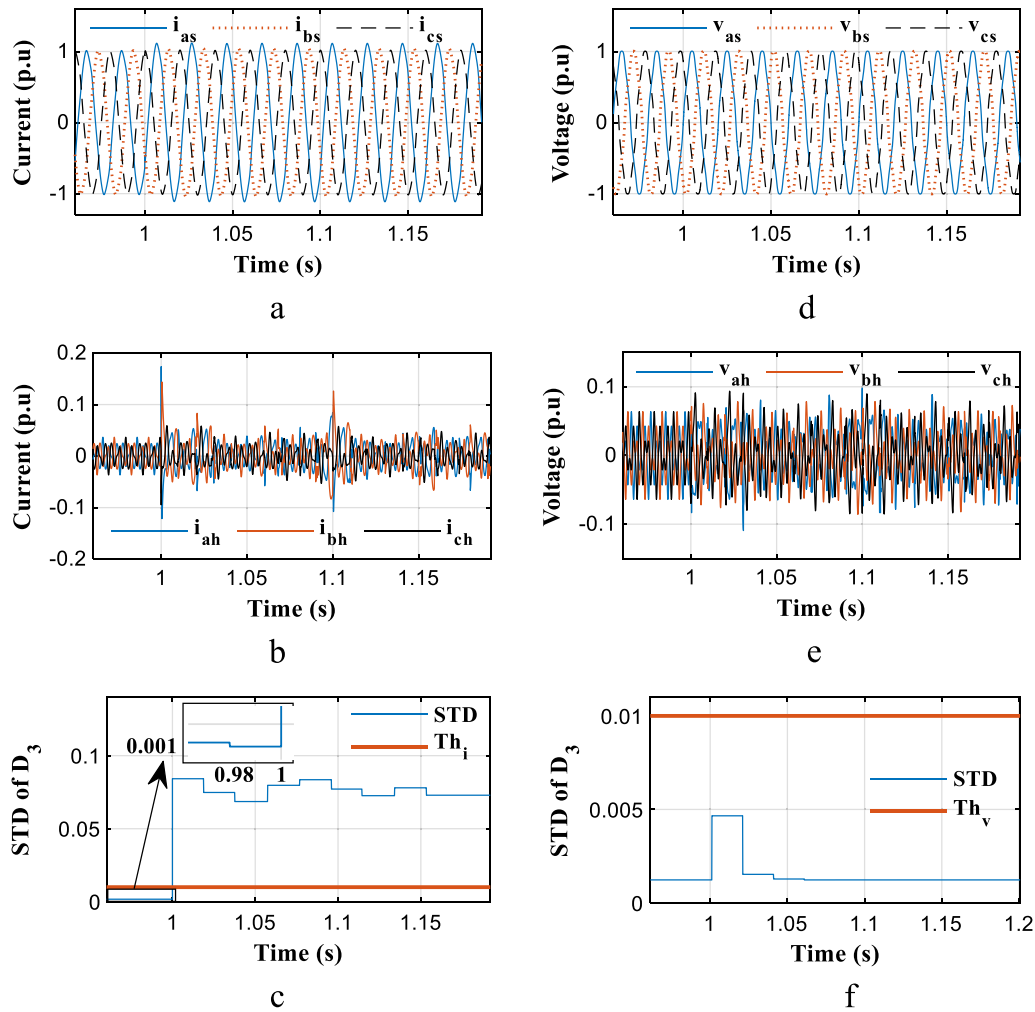 i_as i_bs i_cs
Current (p.u)
1
0
-1
1 1.05 1.1 1.15
Time (s)
a
v_as v_bs v_cs
Voltage (p.u)
1
0
-1
1 1.05 1.1 1.15
Time (s)
d
Current (p.u)
0.2
0.1
0
-0.1
-0.2
i_ah i_bh i_ch
1 1.05 1.1 1.15
Time (s)
b
v_ah v_bh v_ch
Voltage (p.u)
0.1
0
-0.1
1 1.05 1.1 1.15
Time (s)
e
STD of D_3
0.1
0.05
0
0.001
0.98 1
STD
Th_i
1 1.05 1.1 1.15
Time (s)
c
STD of D_3
0.01
0.005
0
STD
Th_v
1 1.05 1.1 1.15 1.2
Time (s)
f